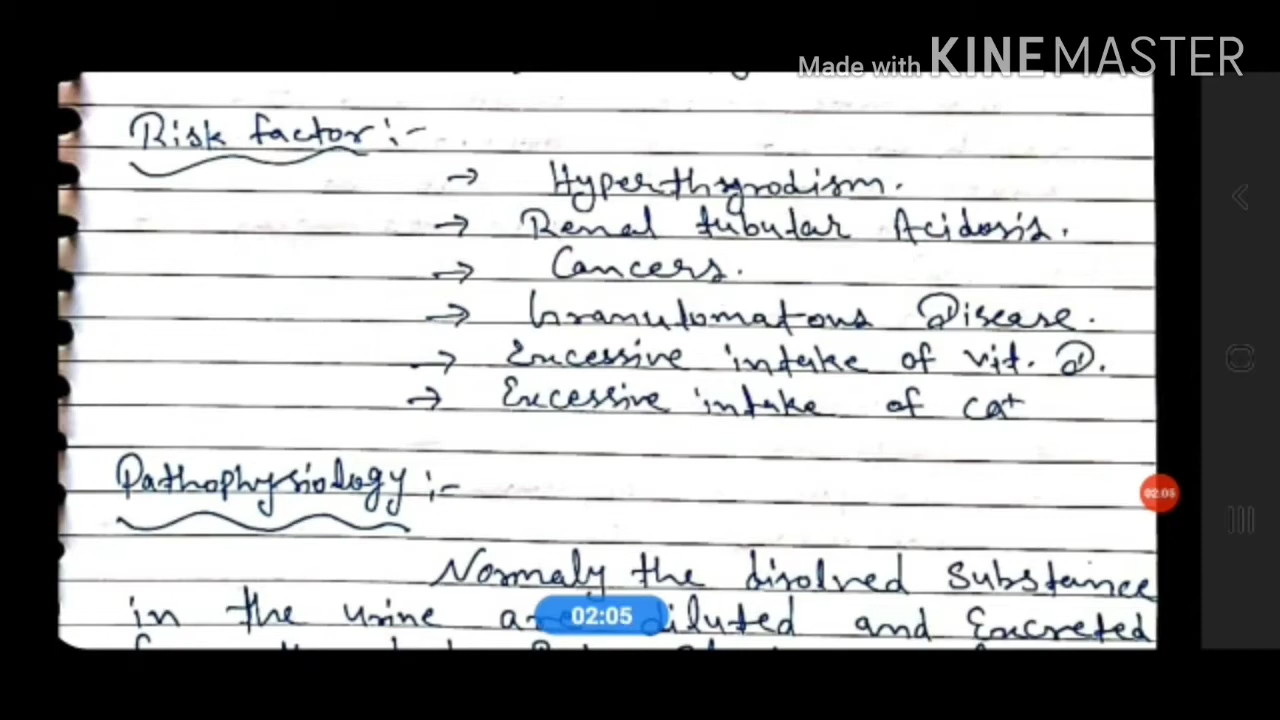 Made with KINEMASTER
Risk factor :-
→ Hyperthyrodism.
→ Renal tubular Acidosis.
→ Cancers.
→ Granulomatous Disease.
→ Excessive intake of vit. D.
→ Excessive intake of ca+
Pathophysiology :-
02:05
Normaly the disolved Substance
in the urine are diluted and Excreted
02:05